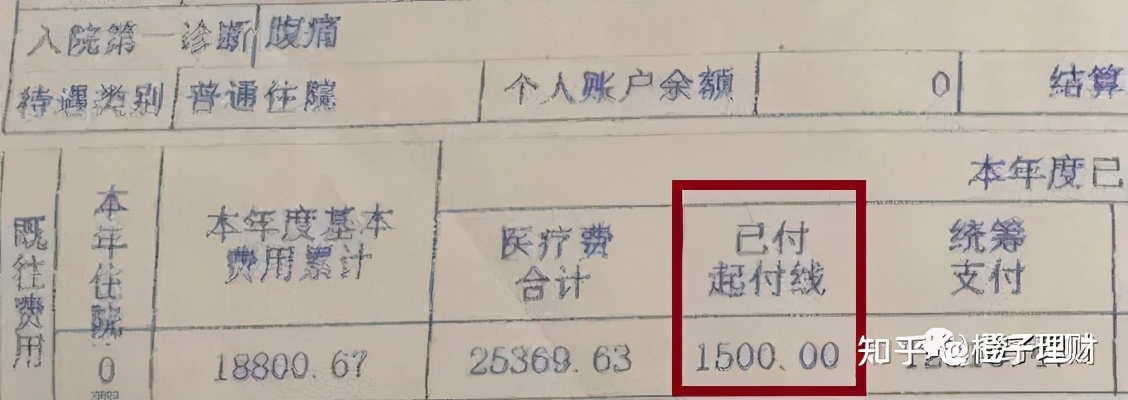 入院第一诊断 腹痛
待遇类别 普通住院 个人账户余额 0 结算
既往费用
本年住院
0
本年度基本
费用累计
18800.67
本年度已
医疗费
合计
25369.63
已付
起付线
1500.00
统筹
支付
知乎 @橙子理财